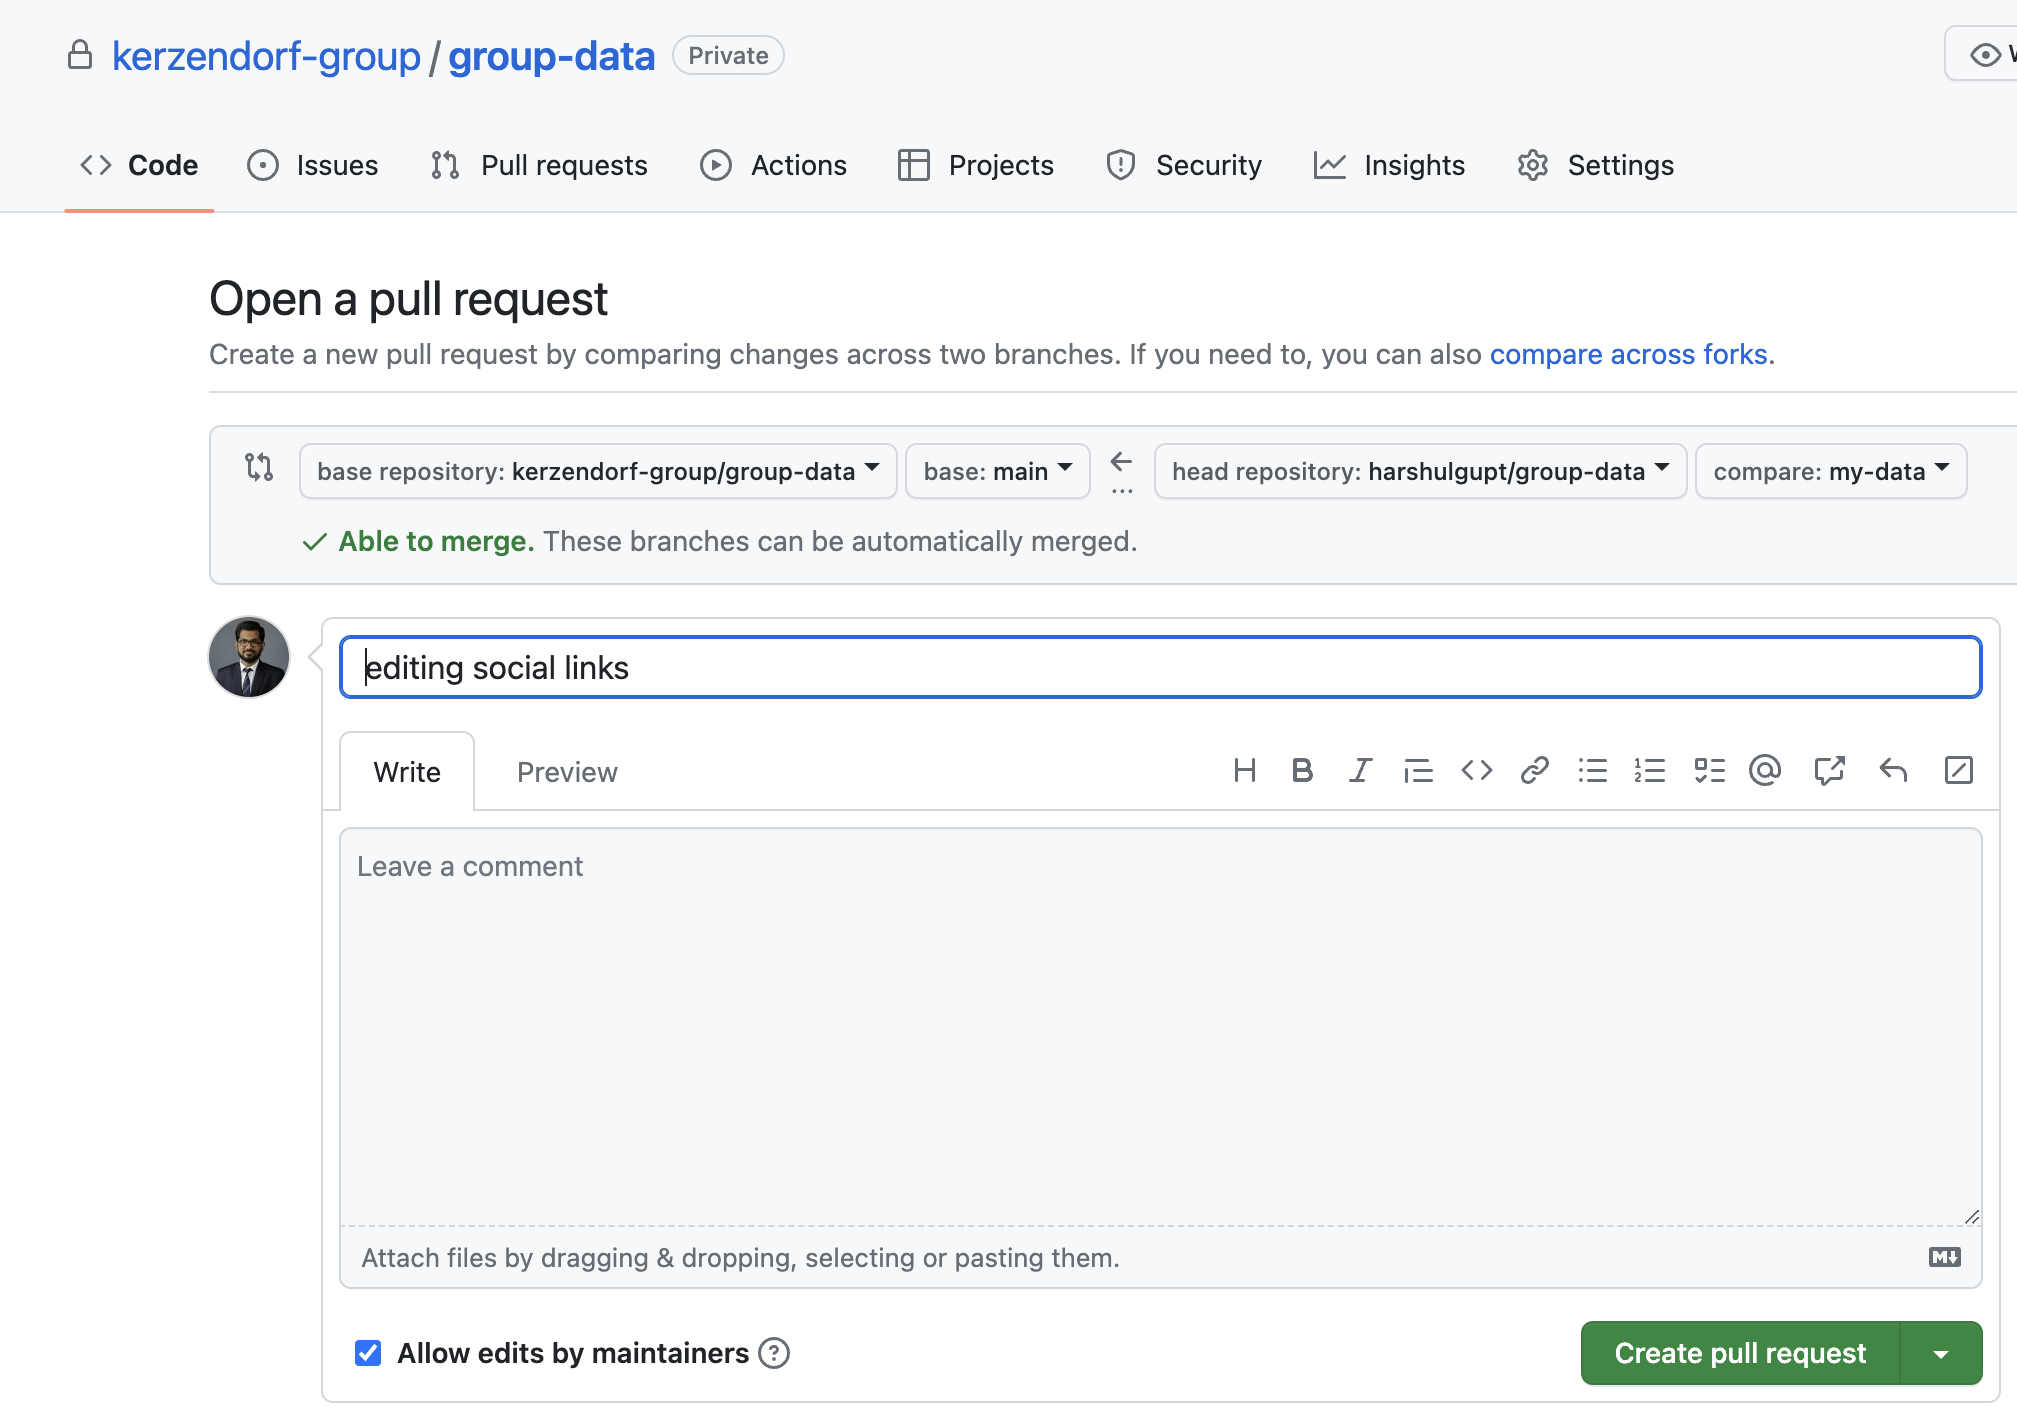 kerzendorf-group / group-data Private
Code Issues Pull requests Actions Projects Security Insights Settings
Open a pull request
Create a new pull request by comparing changes across two branches. If you need to, you can also compare across forks.
base repository: kerzendorf-group/group-data base: main ... head repository: harshulgupt/group-data compare: my-data
Able to merge. These branches can be automatically merged.
editing social links
Write Preview
Leave a comment
Attach files by dragging & dropping, selecting or pasting them.
Allow edits by maintainers Create pull request